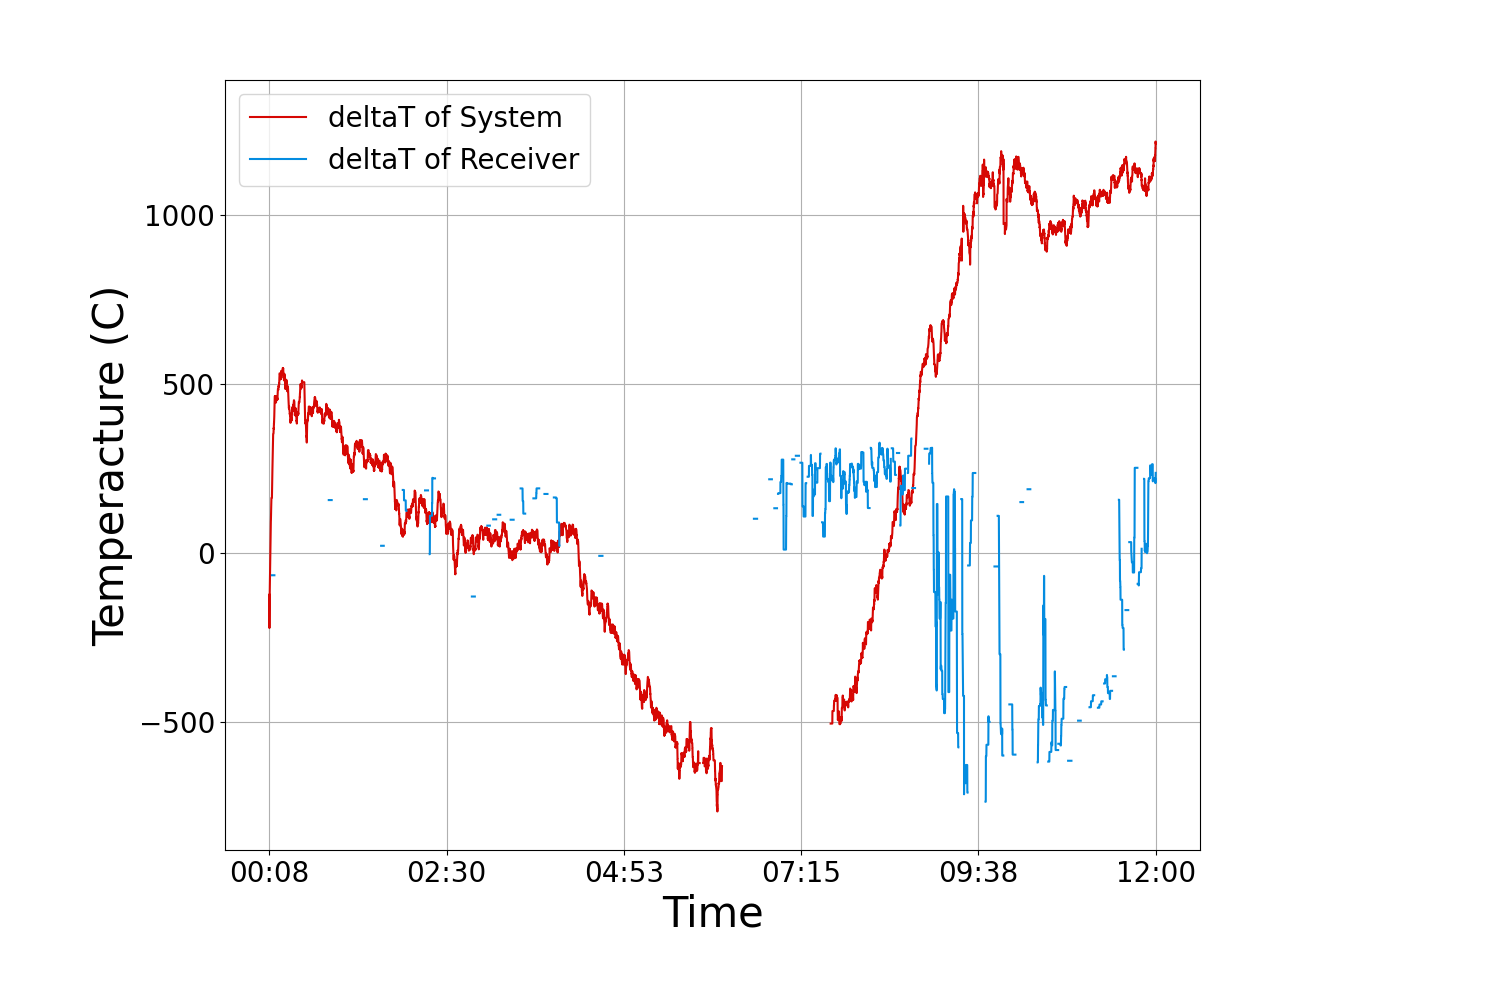 deltaT of System
deltaT of Receiver
1000
500
0
−500
Temperacture (C)
00:08 02:30 04:53 07:15 09:38 12:00
Time